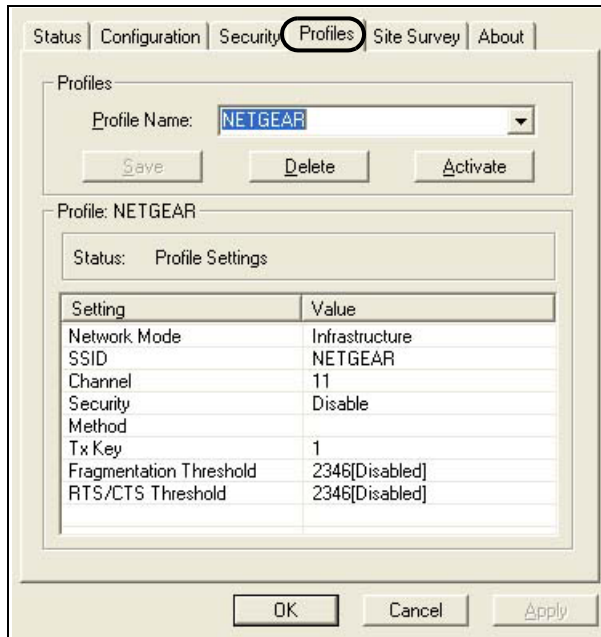 Status Configuration Security Profiles Site Survey About
Profiles
Profile Name: NETGEAR
Save Delete Activate
Profile: NETGEAR
Status: Profile Settings
Setting Value
Network Mode Infrastructure
SSID NETGEAR
Channel 11
Security Disable
Method
Tx Key 1
Fragmentation Threshold 2346[Disabled]
RTS/CTS Threshold 2346[Disabled]
OK Cancel Apply